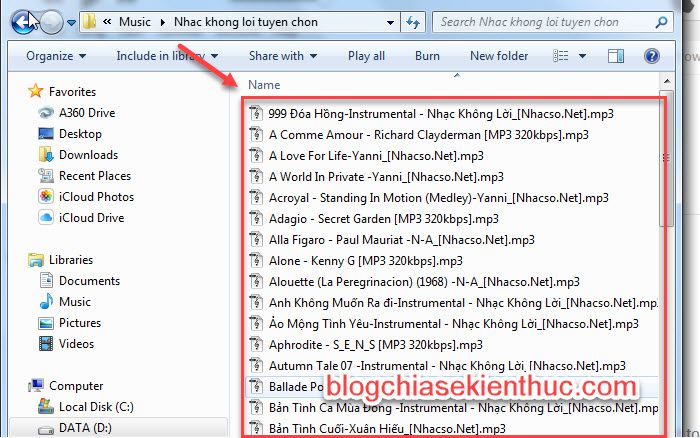 « Music ▸ Nhac khong loi tuyen chon
Search Nhac khong loi tuyen chon
Organize Include in library Share with Play all Burn New folder
Name
Favorites
A360 Drive
Desktop
Downloads
Recent Places
iCloud Photos
iCloud Drive
Libraries
Documents
Music
Pictures
Videos
Computer
Local Disk (C:)
DATA (D:)
999 Đóa Hồng-Instrumental - Nhạc Không Lời_[Nhacso.Net].mp3
A Comme Amour - Richard Clayderman [MP3 320kbps].mp3
A Love For Life-Yanni_[Nhacso.Net].mp3
A World In Private -Yanni_[Nhacso.Net].mp3
Acroyal - Standing In Motion (Medley)-Yanni_[Nhacso.Net].mp3
Adagio - Secret Garden [MP3 320kbps].mp3
Alla Figaro - Paul Mauriat -N-A_[Nhacso.Net].mp3
Alone - Kenny G [MP3 320kbps].mp3
Alouette (La Peregrinacion) (1968) -N-A_[Nhacso.Net].mp3
Anh Không Muốn Ra đi-Instrumental - Nhạc Không Lời_[Nhacso.Net].mp
Ảo Mộng Tình Yêu-Instrumental - Nhạc Không Lời_[Nhacso.Net].mp3
Aphrodite - S_E_N_S [MP3 320kbps].mp3
Autumn Tale 07 -Instrumental - Nhạc Không Lời_[Nhacso.Net].mp3
Ballade
blogchiasekienthuc.com
Bản Tình Ca Mùa Đông -Instrumental - Nhạc Không Lời_[Nhacso.Net].mp3
Bản Tình Cuối-Xuân Hiếu_[Nhacso.Net].mp3